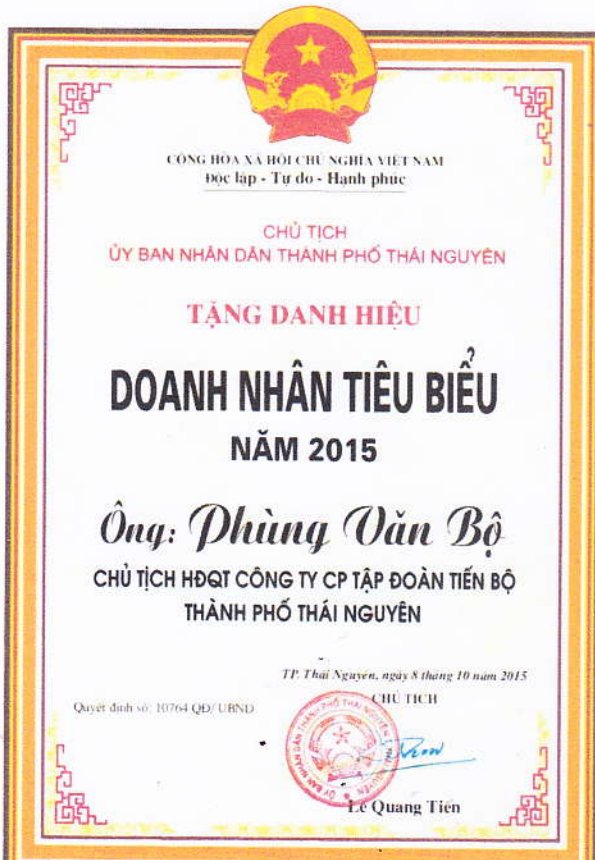 CỘNG HÒA XÃ HỘI CHỦ NGHĨA VIỆT NAM
Độc lập - Tự do - Hạnh phúc
CHỦ TỊCH
ỦY BAN NHÂN DÂN THÀNH PHỐ THÁI NGUYÊN
TẶNG DANH HIỆU
DOANH NHÂN TIÊU BIỂU
NĂM 2015
Ông: Phùng Văn Bộ
CHỦ TỊCH HĐQT CÔNG TY CP TẬP ĐOÀN TIẾN BỘ
THÀNH PHỐ THÁI NGUYÊN
TP. Thái Nguyên, ngày 8 tháng 10 năm 2015
CHỦ TỊCH
Quyết định số: 10764 QĐ/ UBND
Lê Quang Tiến